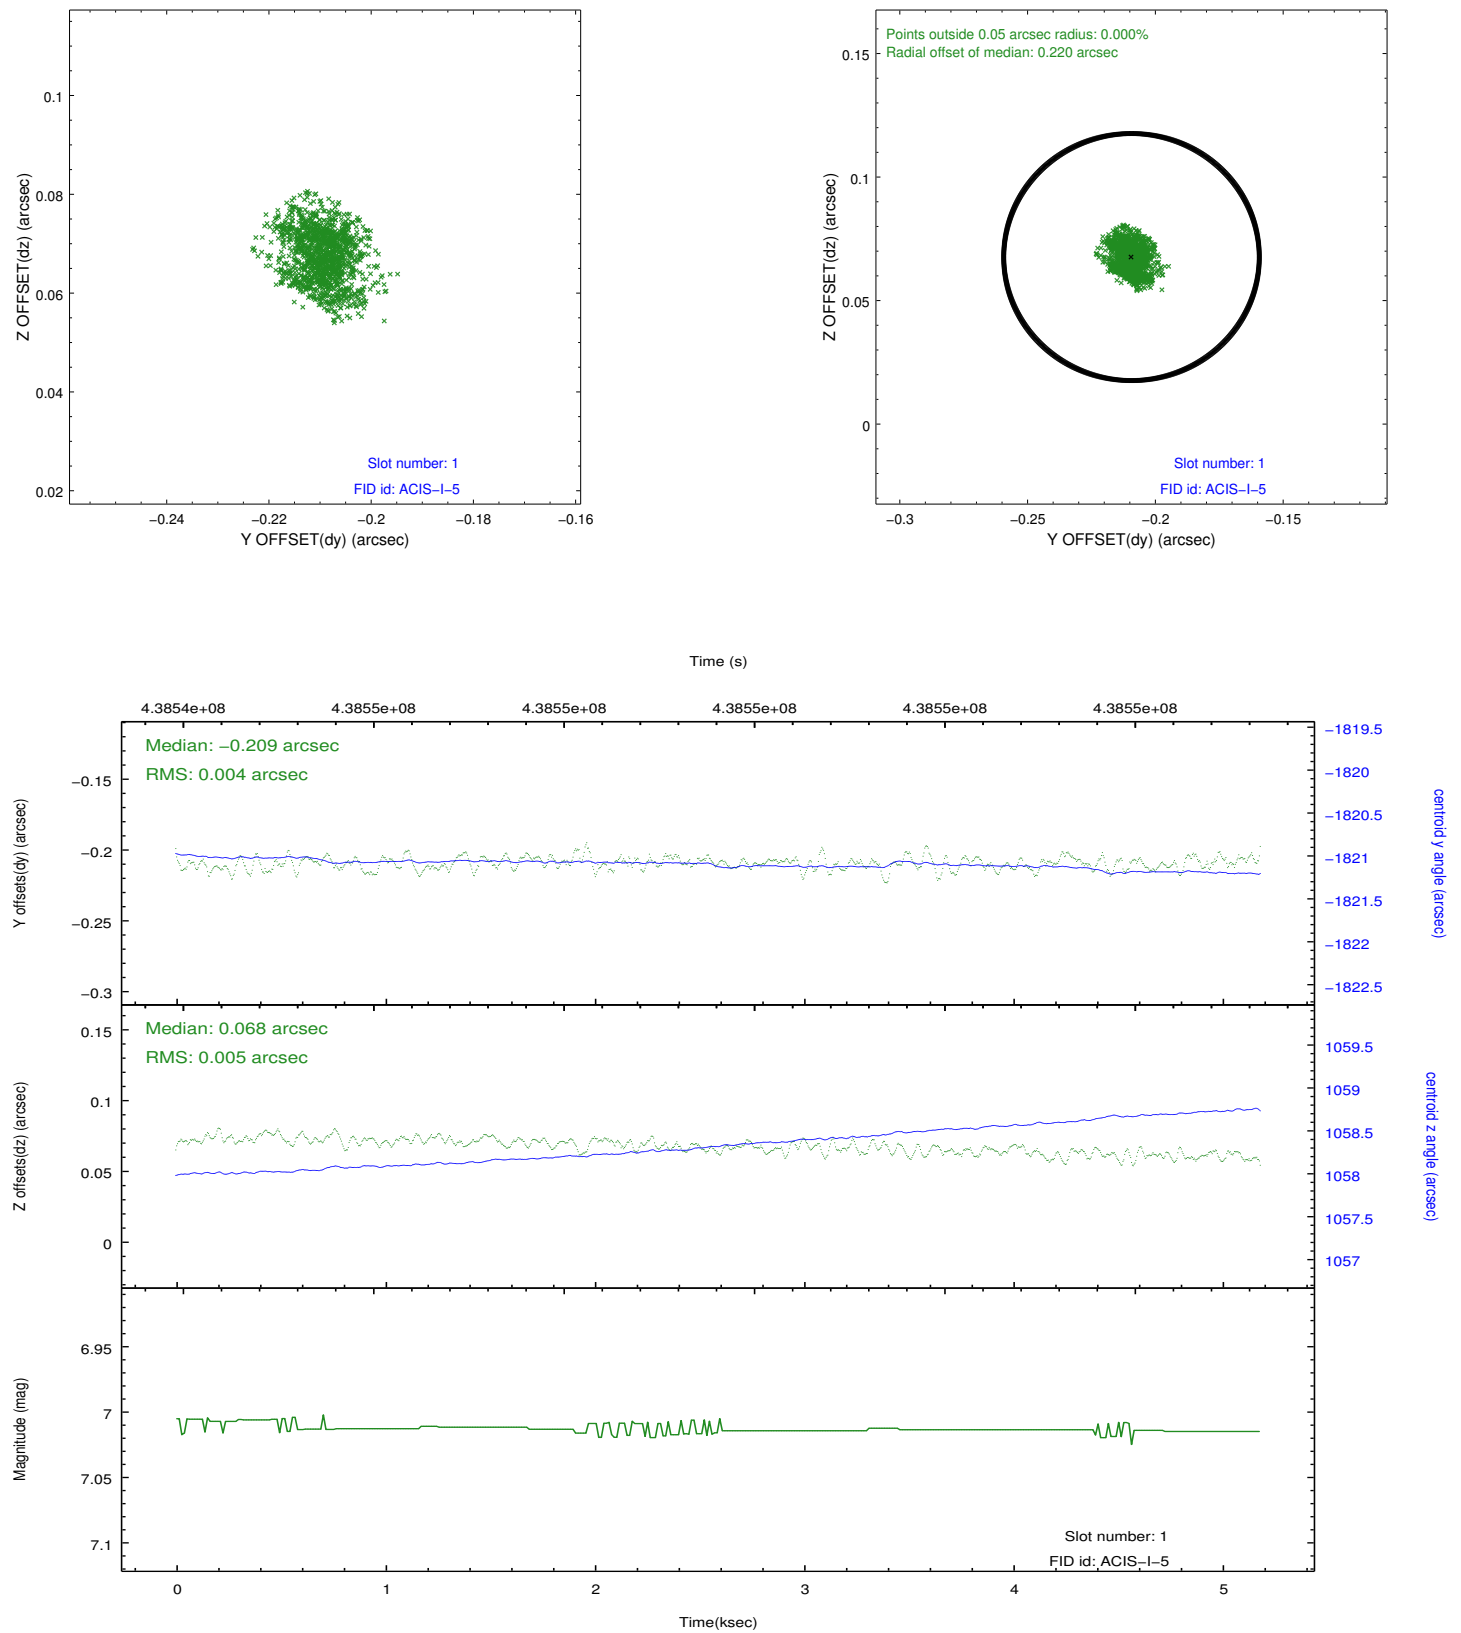 0.1
0.08
0.06
0.04
0.02
Z OFFSET(dz) (arcsec)
Slot number: 1
FID id: ACIS−I−5
−0.24 −0.22 −0.2 −0.18 −0.16
Y OFFSET(dy) (arcsec)
Points outside 0.05 arcsec radius: 0.000%
Radial offset of median: 0.220 arcsec
0.15
0.1
0.05
0
Z OFFSET(dz) (arcsec)
Slot number: 1
FID id: ACIS−I−5
−0.3 −0.25 −0.2 −0.15
Y OFFSET(dy) (arcsec)
Time (s)
4.3854e+08 4.3855e+08 4.3855e+08 4.3855e+08 4.3855e+08 4.3855e+08
Median: −0.209 arcsec
RMS: 0.004 arcsec
−0.15
−0.2
−0.25
−0.3
Y offsets(dy) (arcsec)
−1819.5
−1820
−1820.5
−1821
−1821.5
−1822
−1822.5
centroid y angle (arcsec)
Median: 0.068 arcsec
RMS: 0.005 arcsec
0.15
0.1
0.05
0
Z offsets(dz) (arcsec)
1059.5
1059
1058.5
1058
1057.5
1057
centroid z angle (arcsec)
6.95
7
7.05
7.1
Magnitude (mag)
Slot number: 1
FID id: ACIS−I−5
0 1 2 3 4 5
Time(ksec)